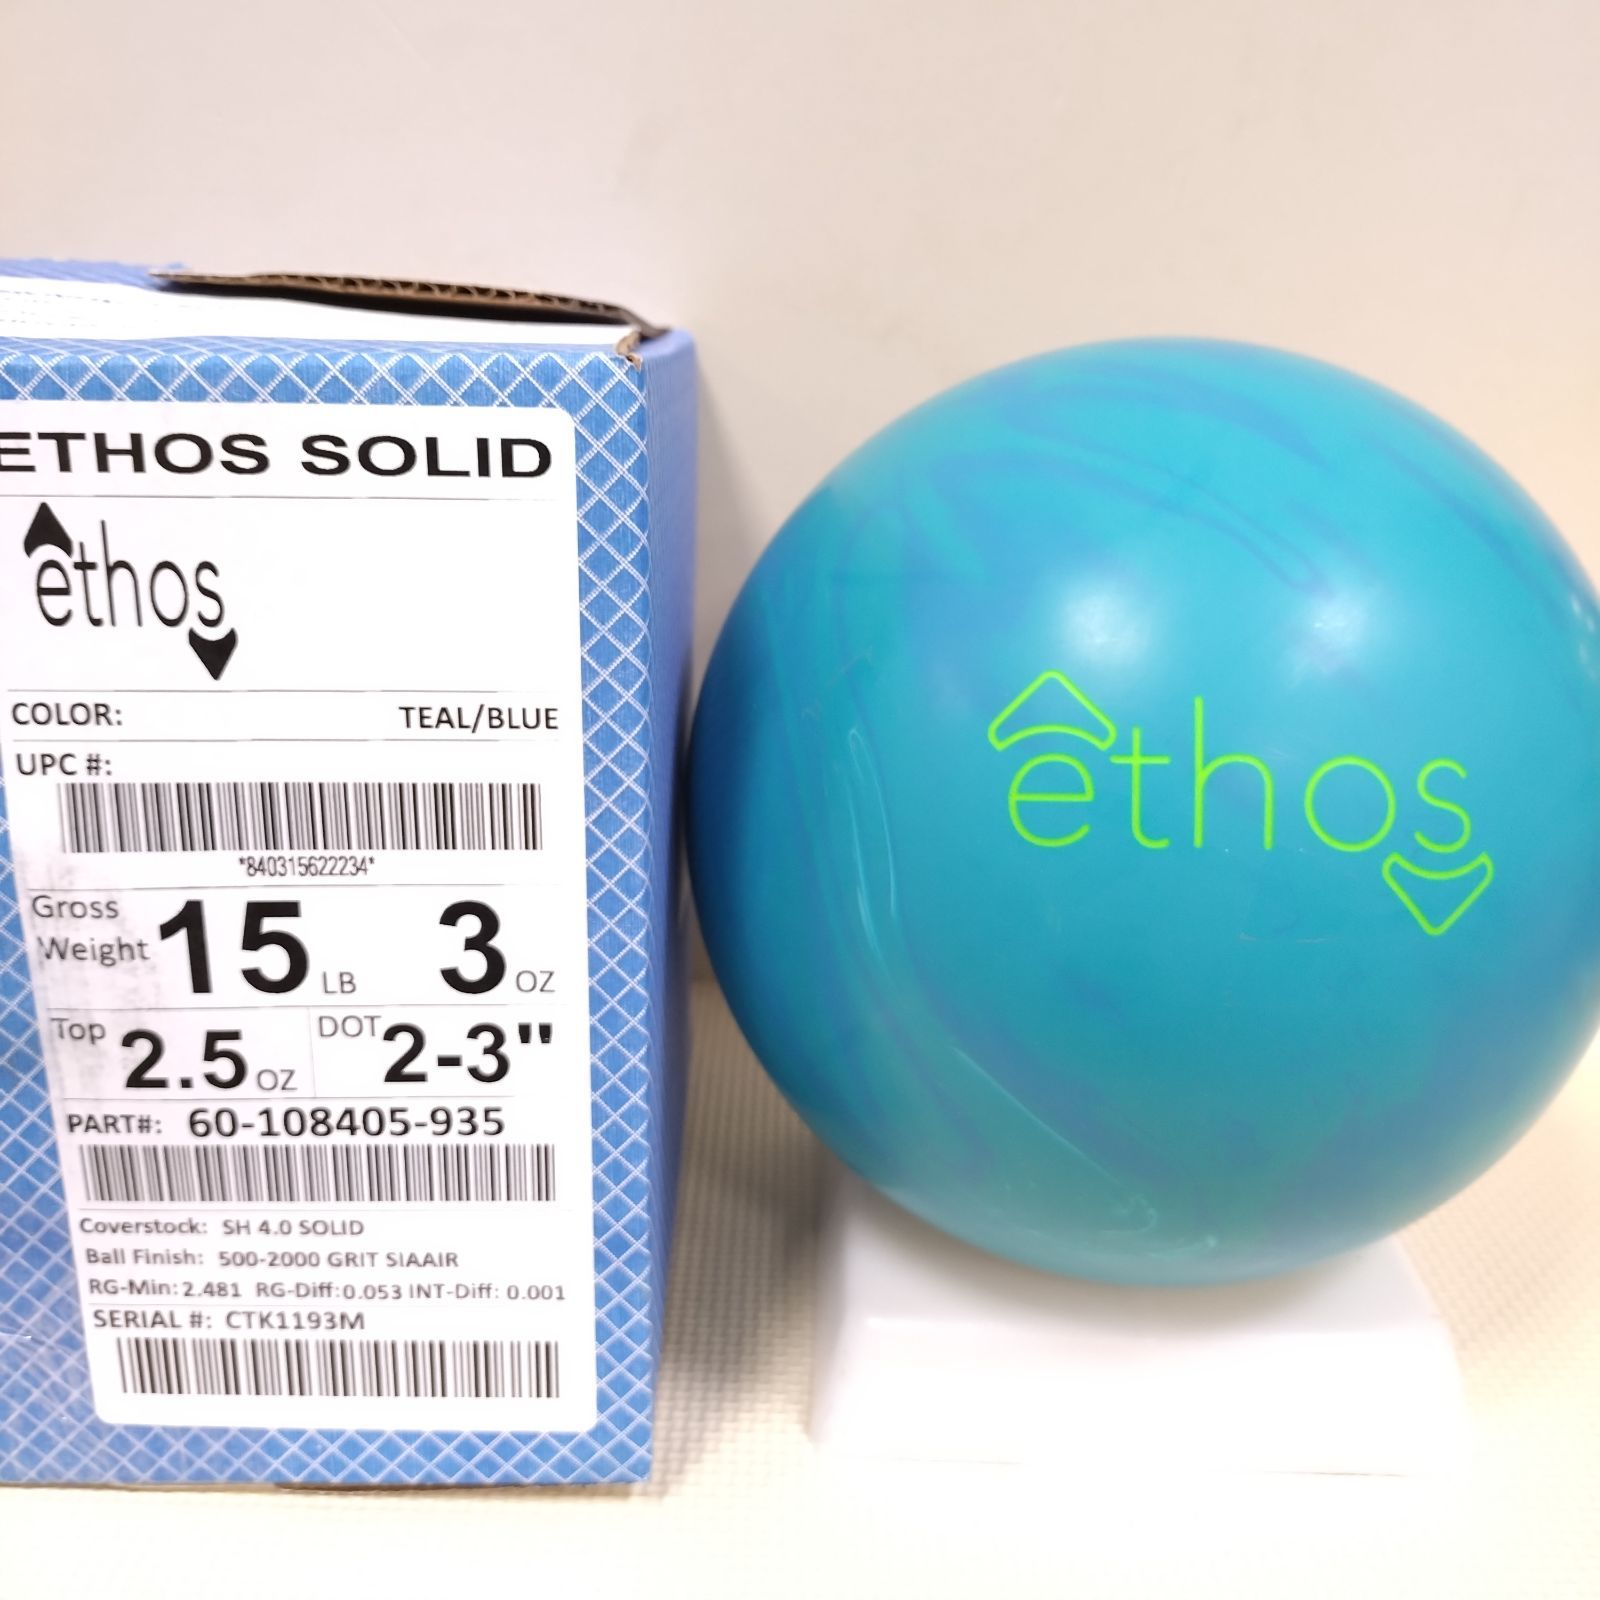 ETHOS SOLID
êthos
COLOR: TEAL/BLUE
UPC #:
*840315622234*
Gross Weight 15 LB 3 OZ
Top 2.5 OZ DOT 2-3"
PART#: 60-108405-935
Coverstock: SH 4.0 SOLID
Ball Finish: 500-2000 GRIT SIAAIR
RG-Min: 2.481 RG-Diff: 0.053 INT-Diff: 0.001
SERIAL #: CTK1193M
êthos